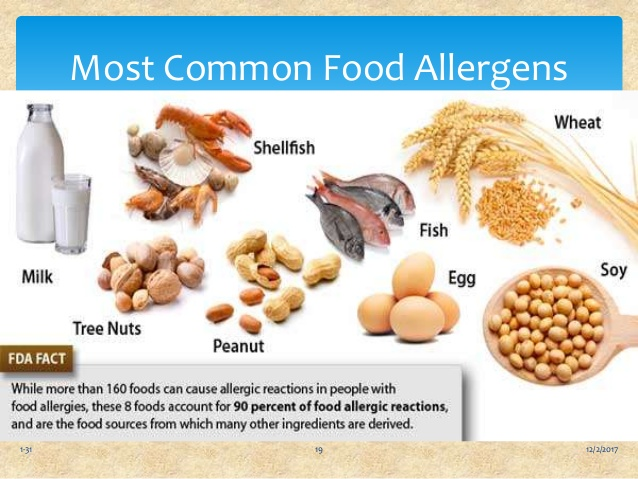 Most Common Food Allergens
Wheat
Shellfish
Fish
Milk
Egg
Soy
Tree Nuts
Peanut
FDA FACT
While more than 160 foods can cause allergic reactions in people with
food allergies, these 8 foods account for 90 percent of food allergic reactions,
and are the food sources from which many other ingredients are derived.
1-31
19
12/2/2017